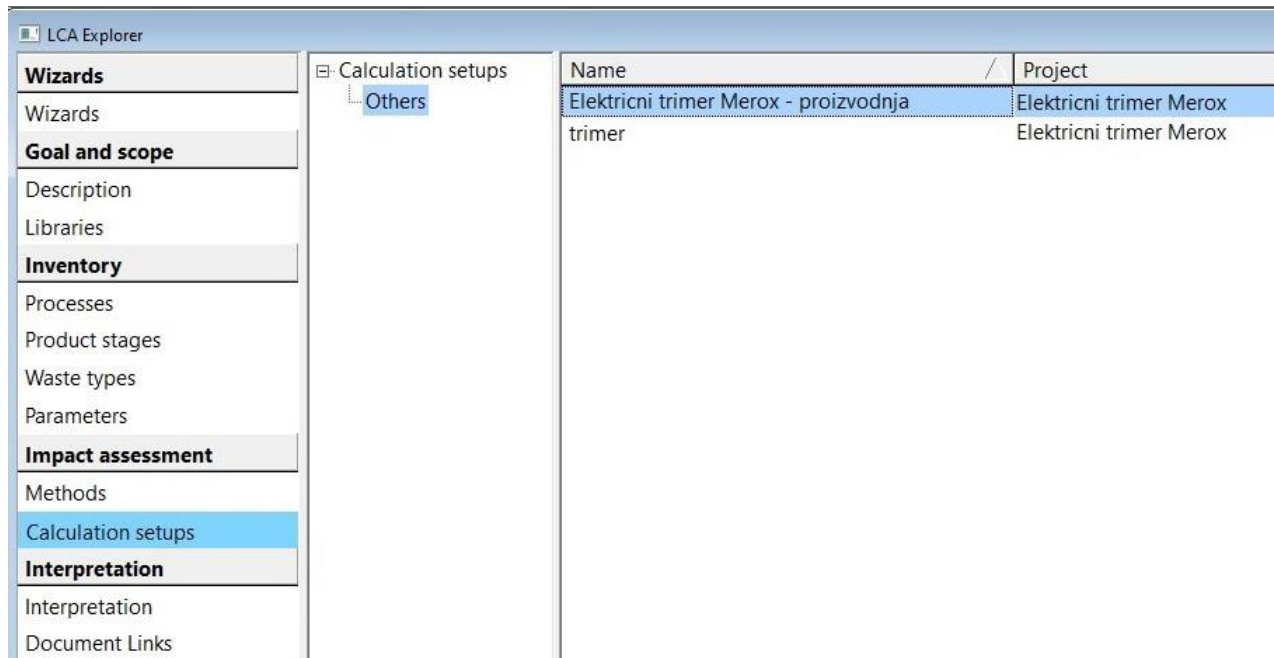 LCA Explorer
Wizards
Wizards
Goal and scope
Description
Libraries
Inventory
Processes
Product stages
Waste types
Parameters
Impact assessment
Methods
Calculation setups
Interpretation
Interpretation
Document Links
Calculation setups
Others
Name Project
Elektricni trimer Merox - proizvodnja Elektricni trimer Merox
trimer Elektricni trimer Merox